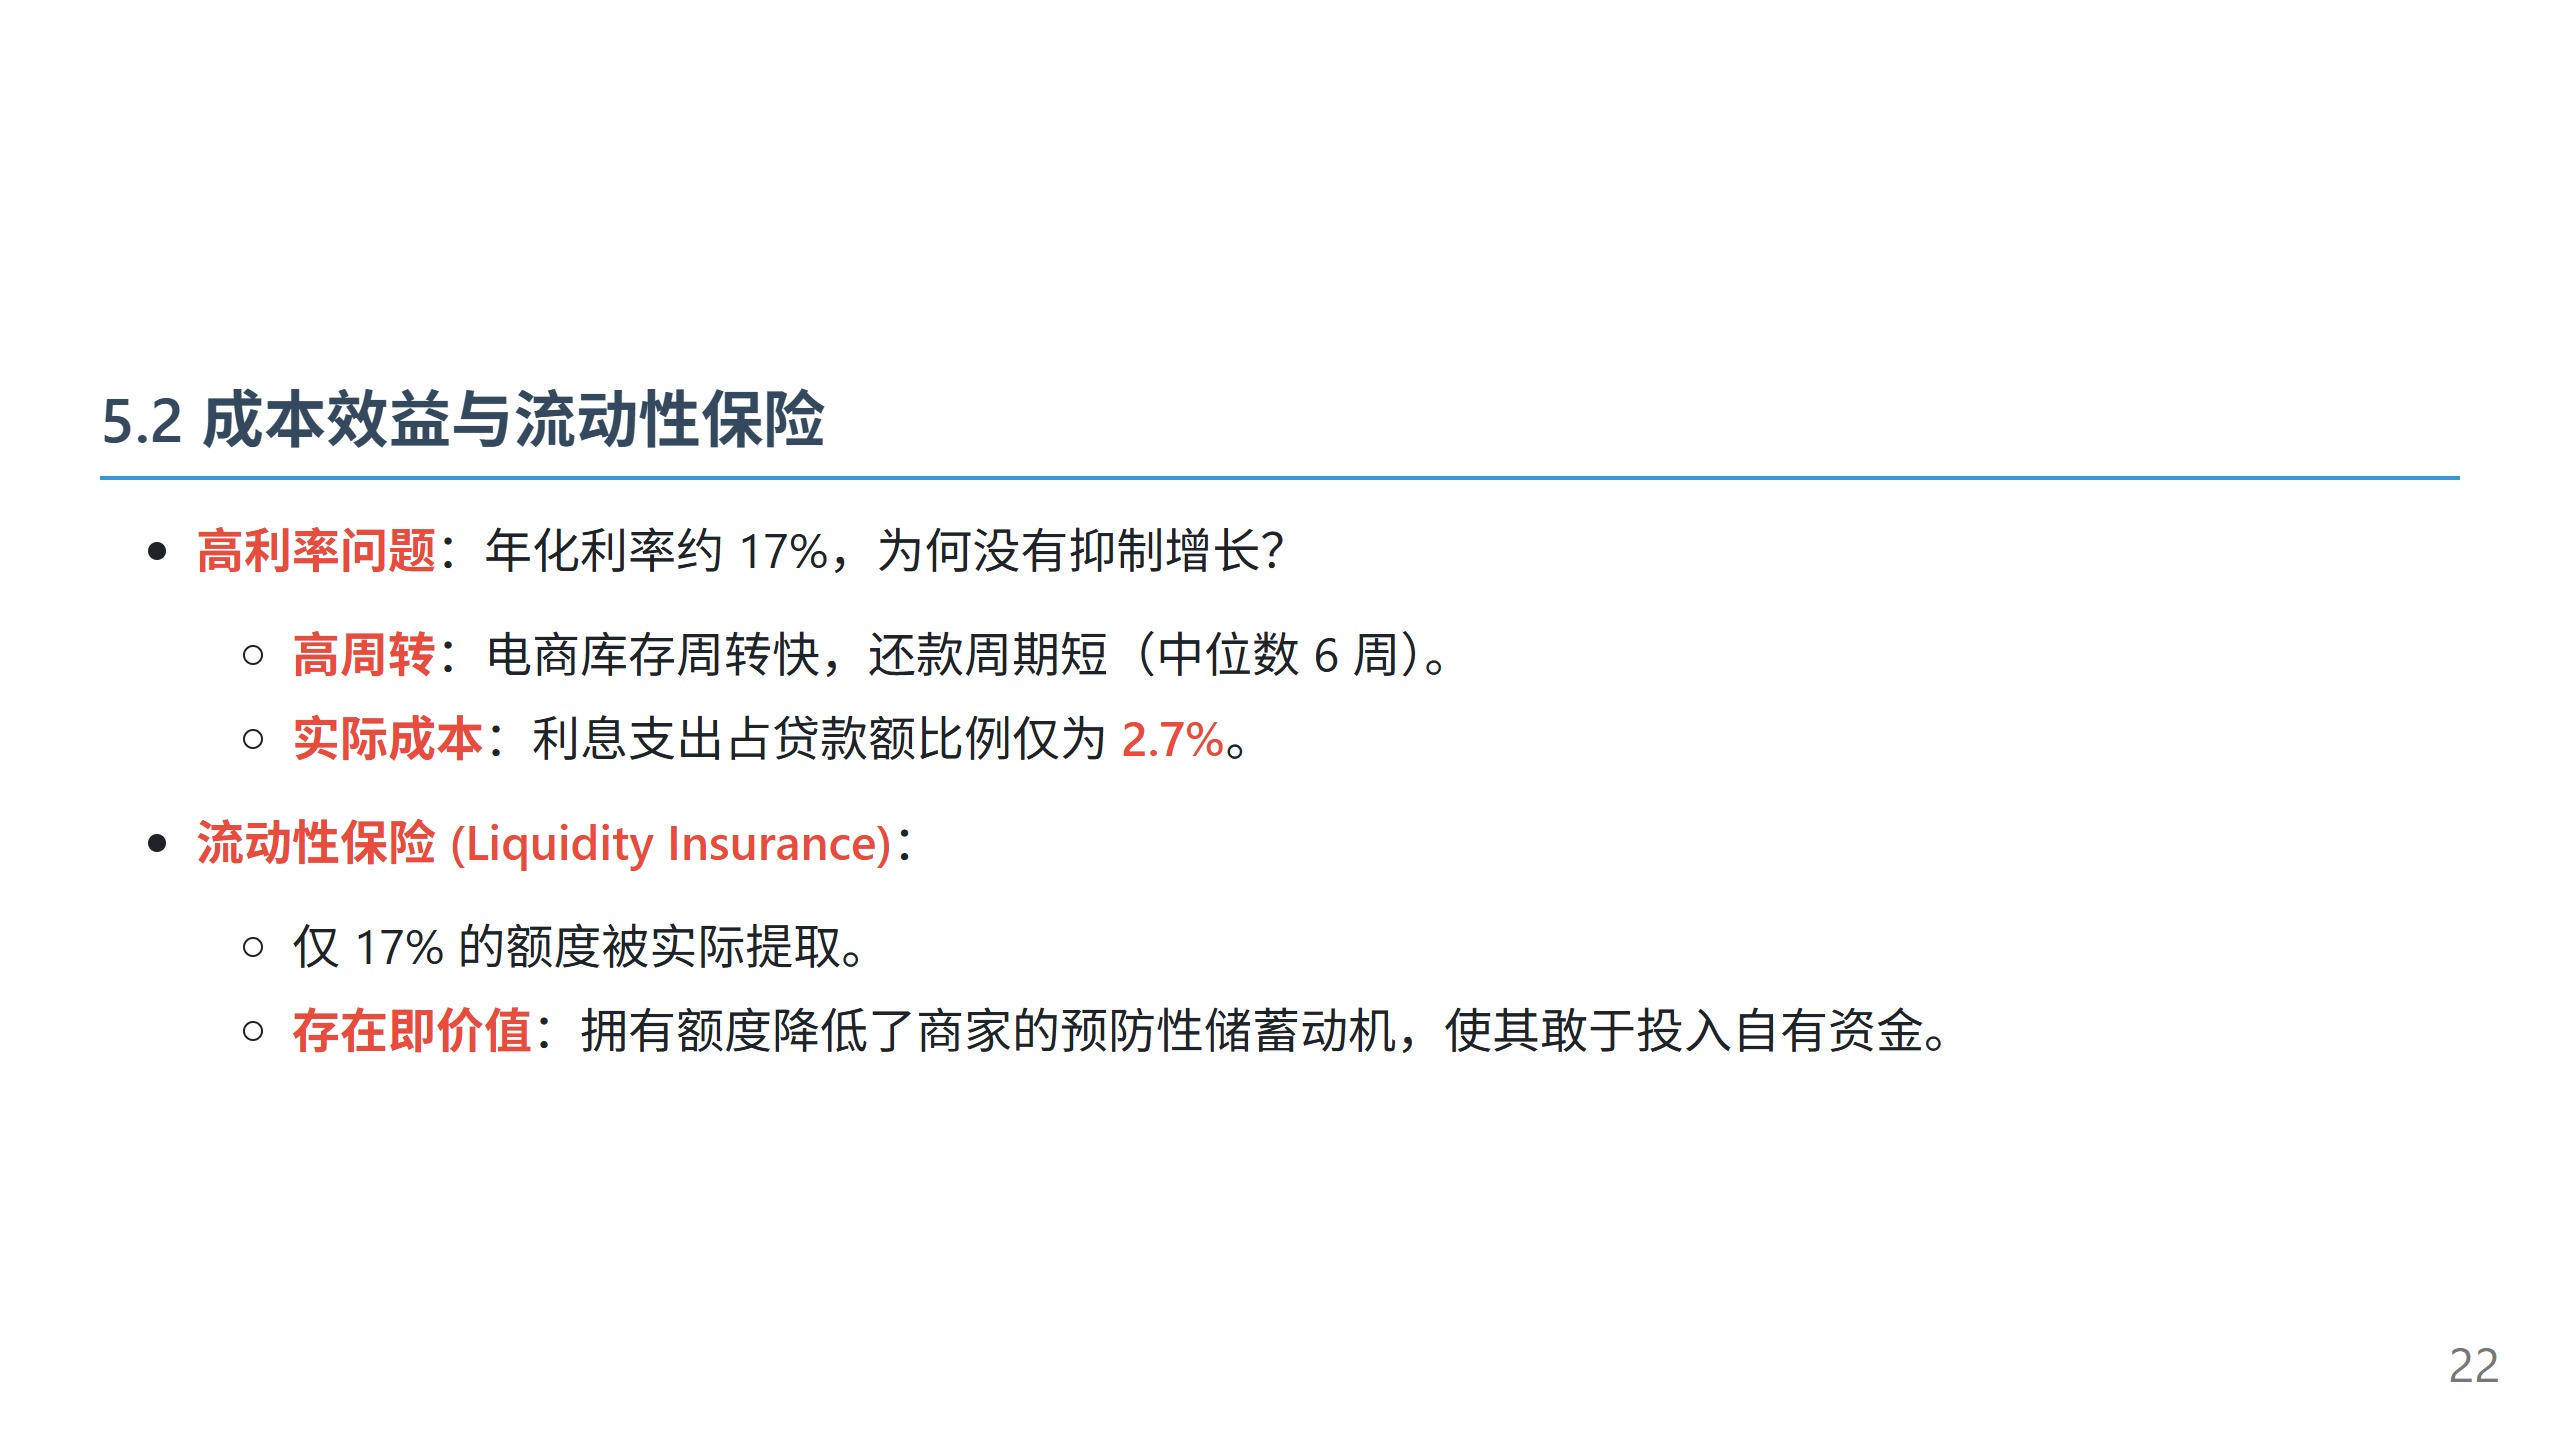 5.2 成本效益与流动性保险
高利率问题：年化利率约 17%，为何没有抑制增长？
高周转：电商库存周转快，还款周期短（中位数 6 周）。
实际成本：利息支出占贷款额比例仅为 2.7%。
流动性保险 (Liquidity Insurance)：
仅 17% 的额度被实际提取。
存在即价值：拥有额度降低了商家的预防性储蓄动机，使其敢于投入自有资金。
22